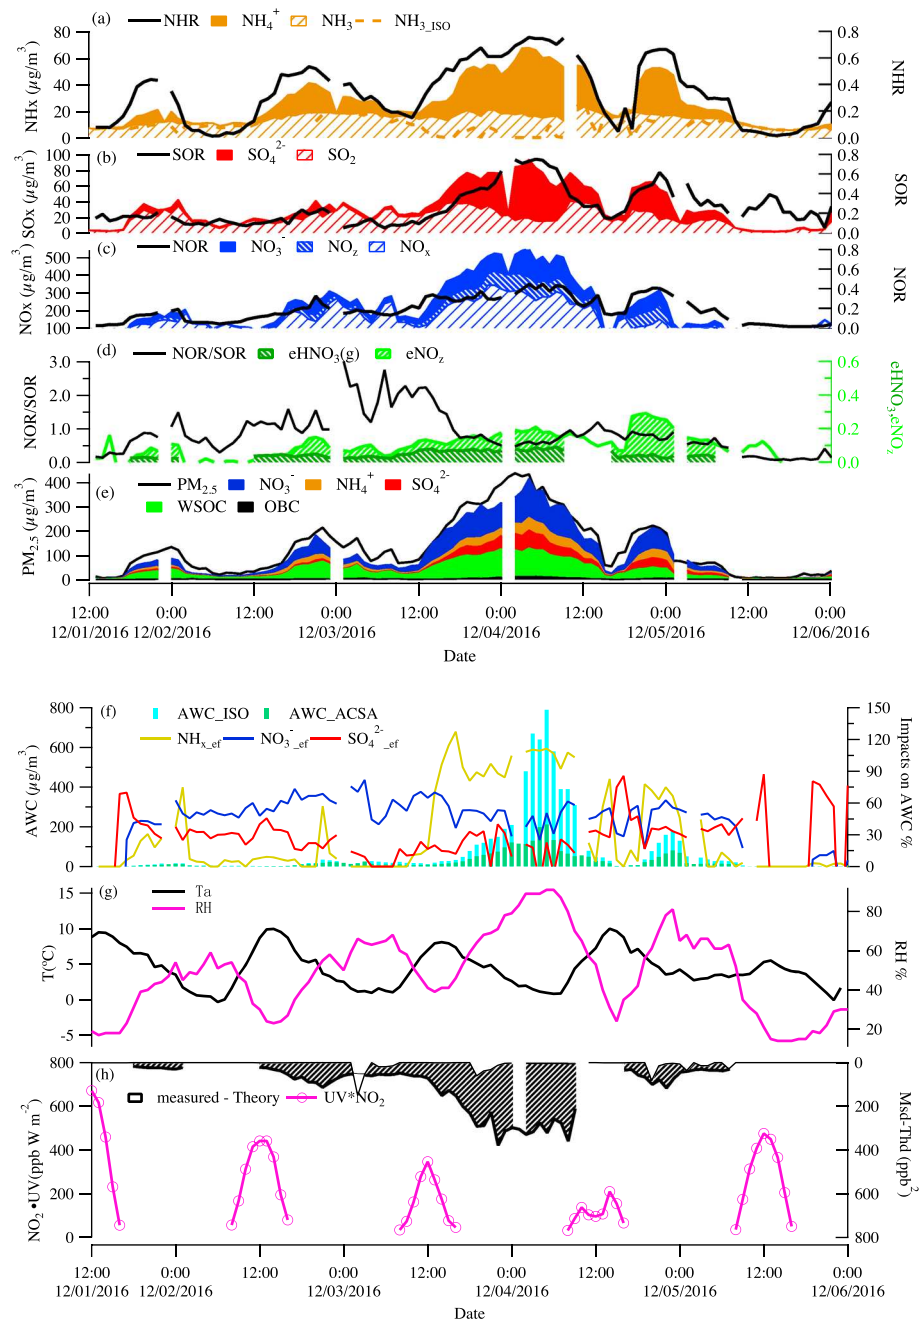 (a) NHR NH₄⁺ NH₃ NH₃_ISO
80 60 40 20 0
NHx (µg/m³)
0.8 0.6 0.4 0.2 0.0
NHR
(b) SOR SO₄²⁻ SO₂
100 80 60 40 20 0
SOx (µg/m³)
0.8 0.6 0.4 0.2 0.0
SOR
(c) NOR NO₃⁻ NO_z NO_x
500 400 300 200 100
NOx (µg/m³)
0.8 0.6 0.4 0.2 0.0
NOR
(d) NOR/SOR eHNO₃(g) eNO_z
3.0 2.0 1.0 0.0
NOR/SOR
0.6 0.4 0.2 0.0
eHNO₃,eNO_z
(e) PM₂.₅ NO₃⁻ NH₄⁺ SO₄²⁻
WSOC OBC
400 300 200 100 0
PM₂.₅ (µg/m³)
12:00 0:00 12:00 0:00 12:00 0:00 12:00 0:00 12:00 0:00
12/01/2016 12/02/2016 12/03/2016 12/04/2016 12/05/2016 12/06/2016
Date
(f) AWC_ISO AWC_ACSA
NHx_ef NO₃⁻_ef SO₄²⁻_ef
800 600 400 200 0
AWC (µg/m³)
150 120 90 60 30 0
Impacts on AWC %
(g) Ta
RH
15 10 5 0 -5
T(ºC)
80 60 40 20
RH %
(h) measured - Theory UV*NO₂
800 600 400 200 0
NO₂ •UV(ppb W m⁻²)
0 200 400 600 800
Msd-Thd (ppb²)
12:00 0:00 12:00 0:00 12:00 0:00 12:00 0:00 12:00 0:00
12/01/2016 12/02/2016 12/03/2016 12/04/2016 12/05/2016 12/06/2016
Date